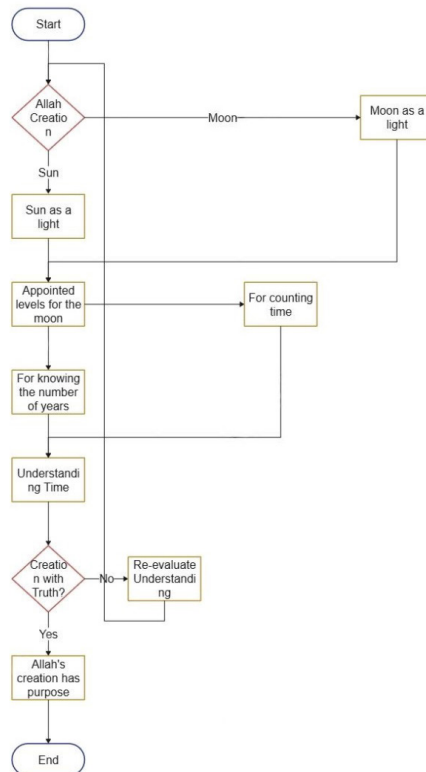 Start
Allah
Creatio
n
Moon
Moon as a
light
Sun
Sun as a
light
Appointed
levels for the
moon
For counting
time
For knowing
the number
of years
Understandi
ng Time
Creatio
n with
Truth?
No
Re-evaluate
Understandi
ng
Yes
Allah's
creation has
purpose
End